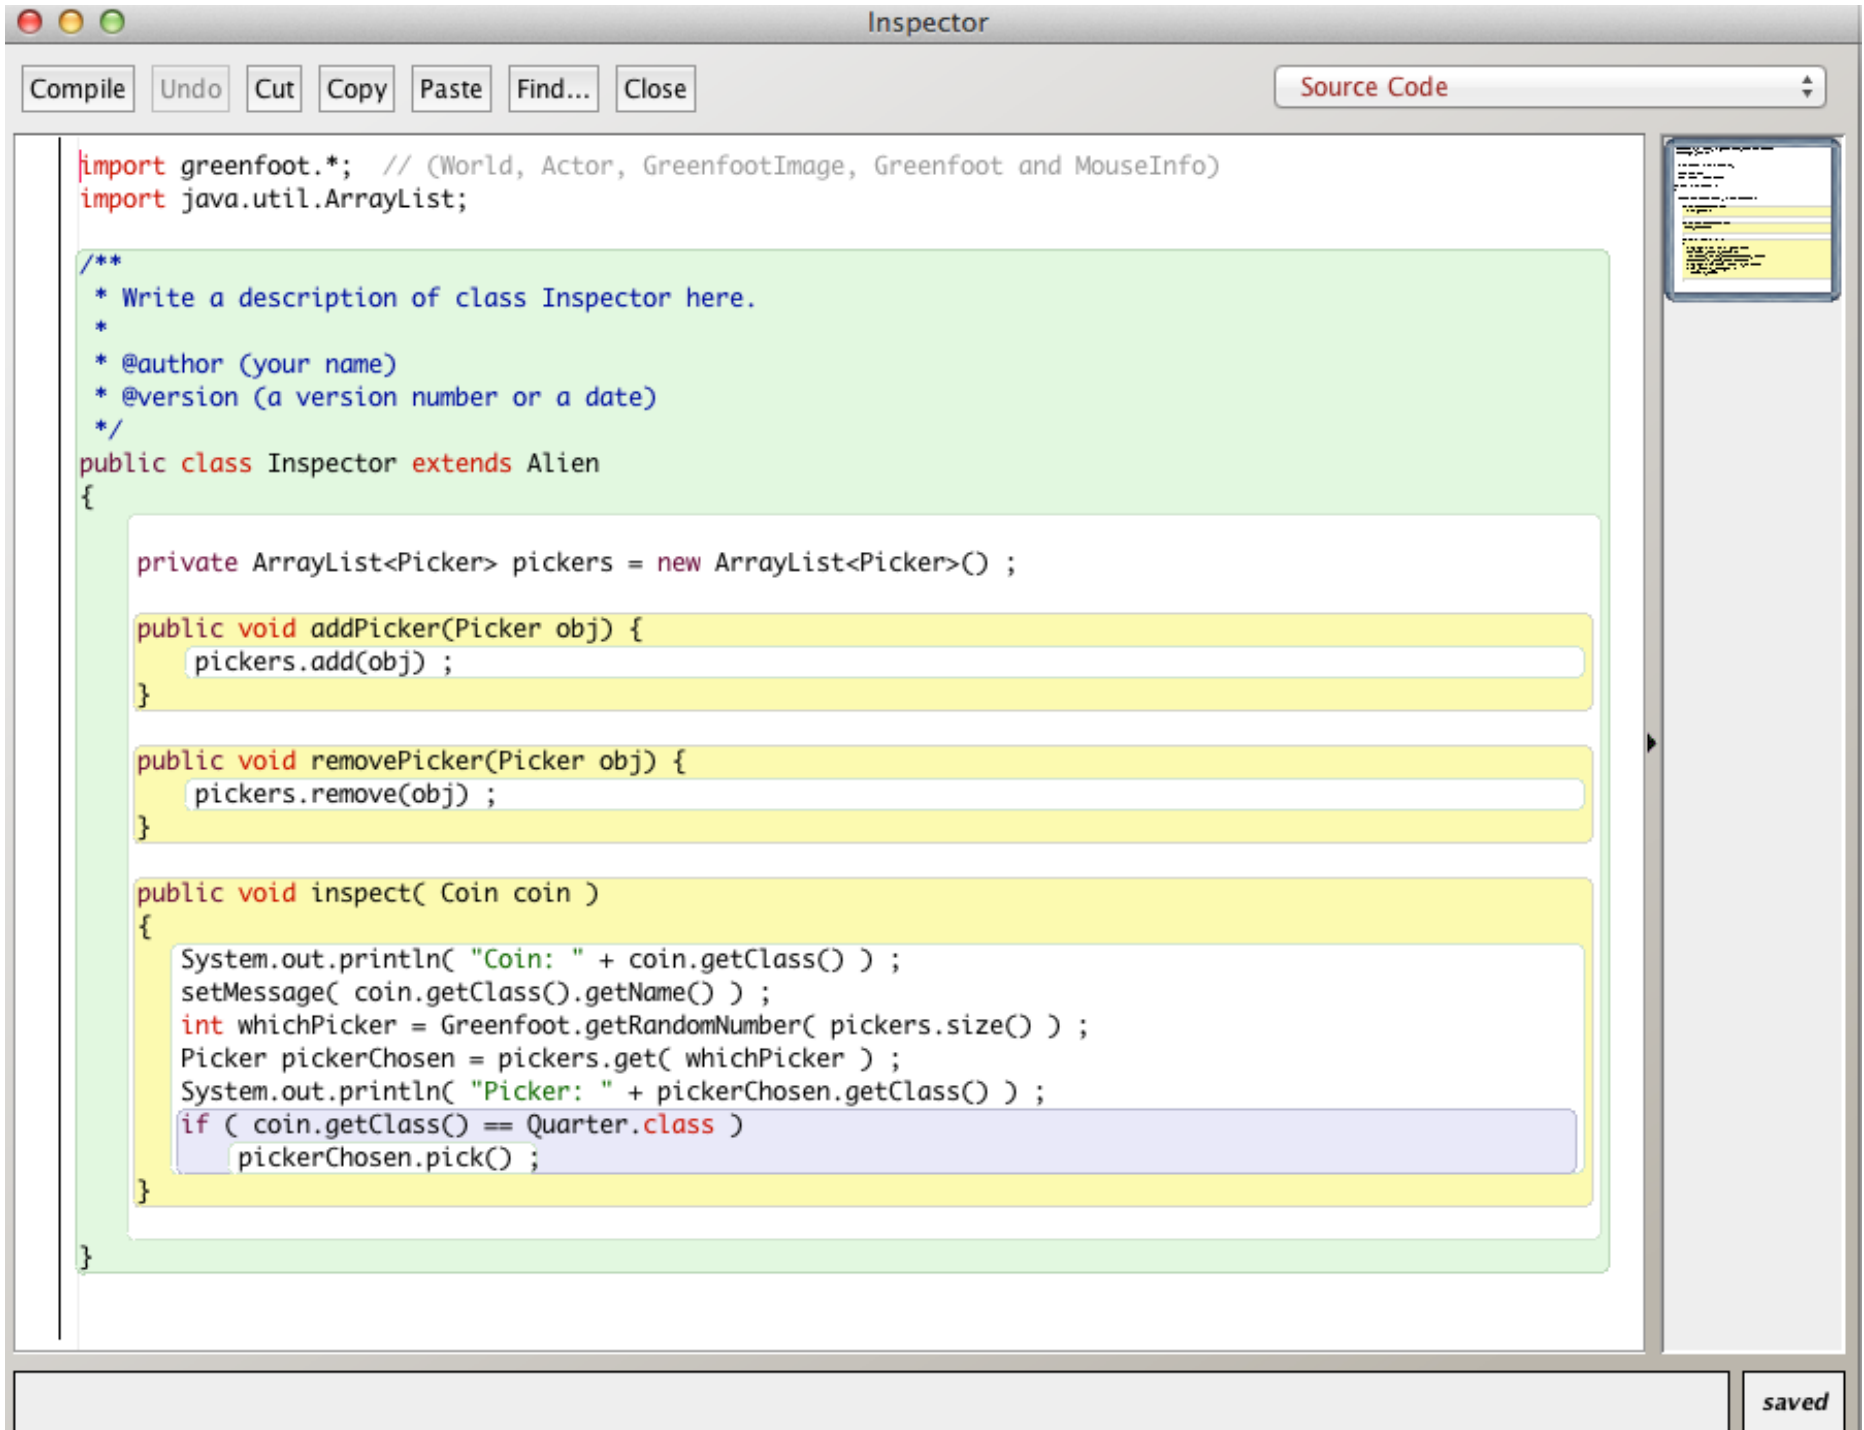 Inspector
Compile Undo Cut Copy Paste Find... Close Source Code
import greenfoot.*;  // (World, Actor, GreenfootImage, Greenfoot and MouseInfo)
import java.util.ArrayList;
/**
 * Write a description of class Inspector here.
 *
 * @author (your name)
 * @version (a version number or a date)
 */
public class Inspector extends Alien
{
    private ArrayList<Picker> pickers = new ArrayList<Picker>() ;
    public void addPicker(Picker obj) {
        pickers.add(obj) ;
    }
    public void removePicker(Picker obj) {
        pickers.remove(obj) ;
    }
    public void inspect( Coin coin )
    {
       System.out.println( "Coin: " + coin.getClass() ) ;
       setMessage( coin.getClass().getName() ) ;
       int whichPicker = Greenfoot.getRandomNumber( pickers.size() ) ;
       Picker pickerChosen = pickers.get( whichPicker ) ;
       System.out.println( "Picker: " + pickerChosen.getClass() ) ;
       if ( coin.getClass() == Quarter.class )
           pickerChosen.pick() ;
    }
}
saved